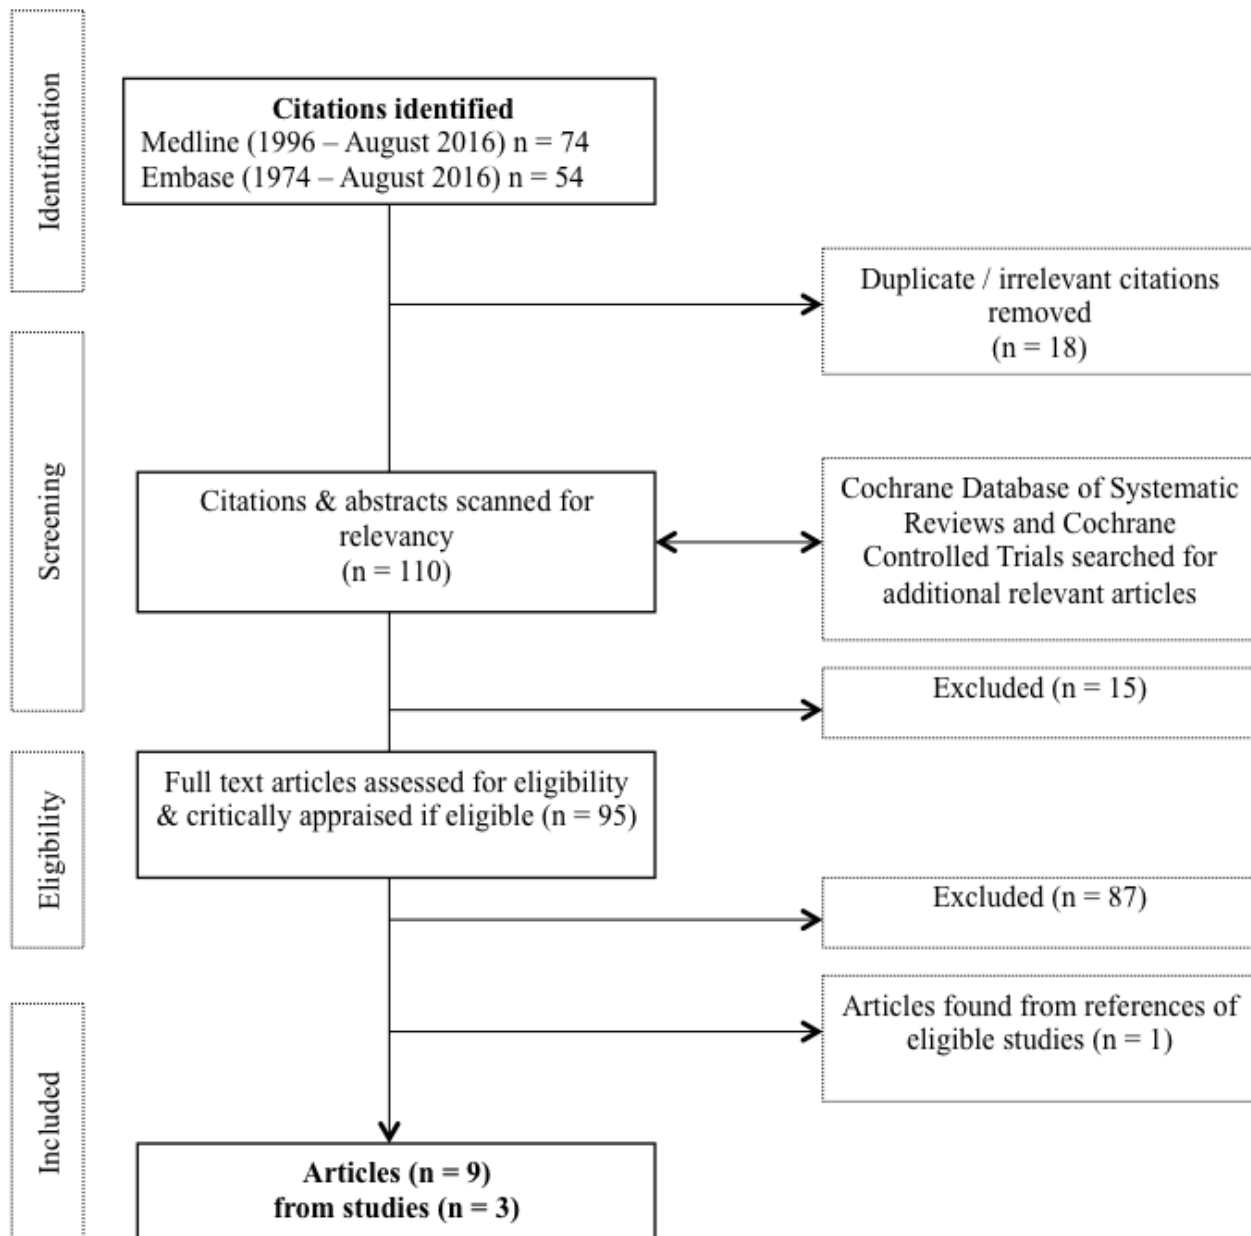 Identification
Citations identified
Medline (1996 – August 2016) n = 74
Embase (1974 – August 2016) n = 54
Duplicate / irrelevant citations
removed
(n = 18)
Screening
Citations & abstracts scanned for
relevancy
(n = 110)
Cochrane Database of Systematic
Reviews and Cochrane
Controlled Trials searched for
additional relevant articles
Excluded (n = 15)
Eligibility
Full text articles assessed for eligibility
& critically appraised if eligible (n = 95)
Excluded (n = 87)
Included
Articles found from references of
eligible studies (n = 1)
Articles (n = 9)
from studies (n = 3)